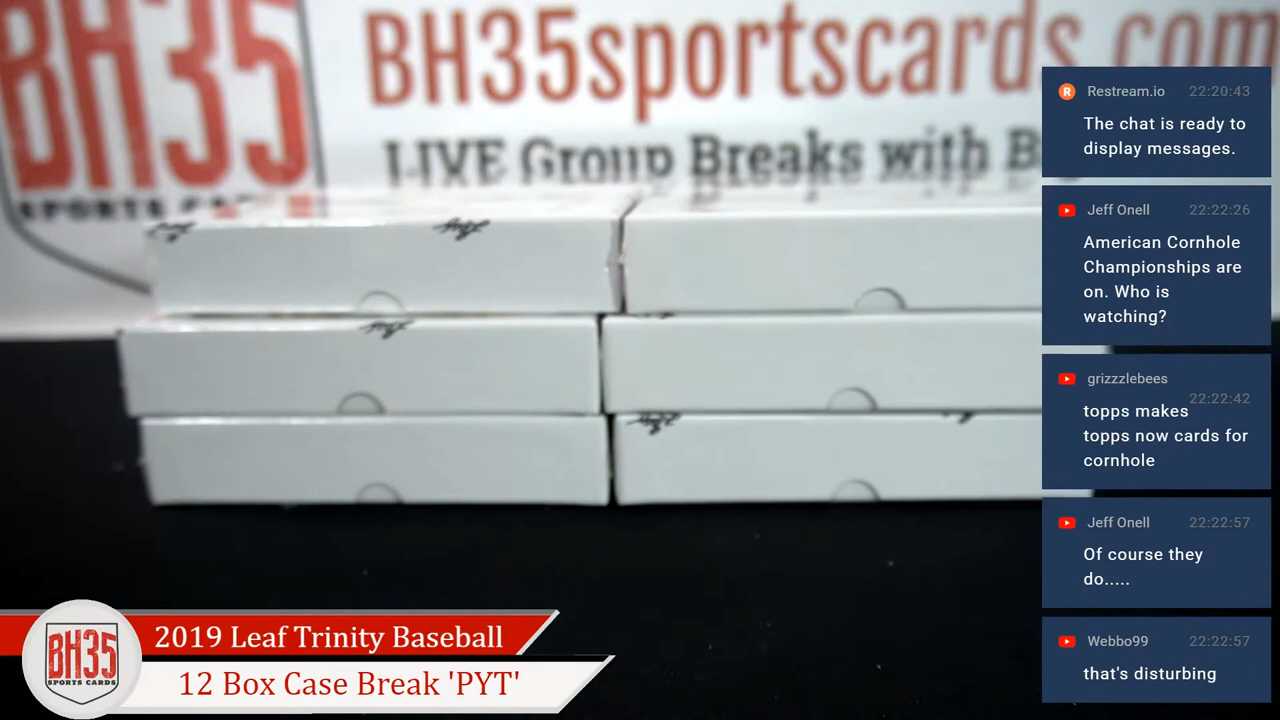 BH35
SPORTS CARDS
BH35sportscards.com
LIVE Group Breaks with
Restream.io 22:20:43
The chat is ready to
display messages.
Jeff Onell 22:22:26
American Cornhole
Championships are
on. Who is
watching?
grizzzlebees
22:22:42
topps makes
topps now cards for
cornhole
Jeff Onell 22:22:57
Of course they
do.....
Webbo99 22:22:57
that's disturbing
BH35
SPORTS CARDS
2019 Leaf Trinity Baseball
12 Box Case Break 'PYT'